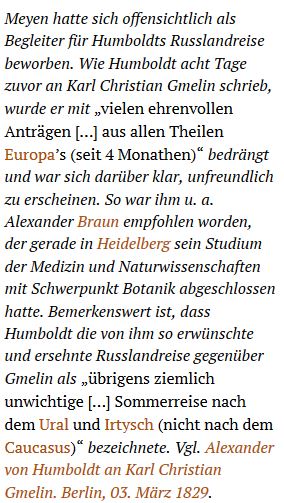 Meyen hatte sich offensichtlich als
Begleiter für Humboldts Russlandreise
beworben. Wie Humboldt acht Tage
zuvor an Karl Christian Gmelin schrieb,
wurde er mit „vielen ehrenvollen
Anträgen […] aus allen Theilen
Europa’s (seit 4 Monathen)“ bedrängt
und war sich darüber klar, unfreundlich
zu erscheinen. So war ihm u. a.
Alexander Braun empfohlen worden,
der gerade in Heidelberg sein Studium
der Medizin und Naturwissenschaften
mit Schwerpunkt Botanik abgeschlossen
hatte. Bemerkenswert ist, dass
Humboldt die von ihm so erwünschte
und ersehnte Russlandreise gegenüber
Gmelin als „übrigens ziemlich
unwichtige […] Sommerreise nach
dem Ural und Irtysch (nicht nach dem
Caucasus)“ bezeichnete. Vgl. Alexander
von Humboldt an Karl Christian
Gmelin. Berlin, 03. März 1829.